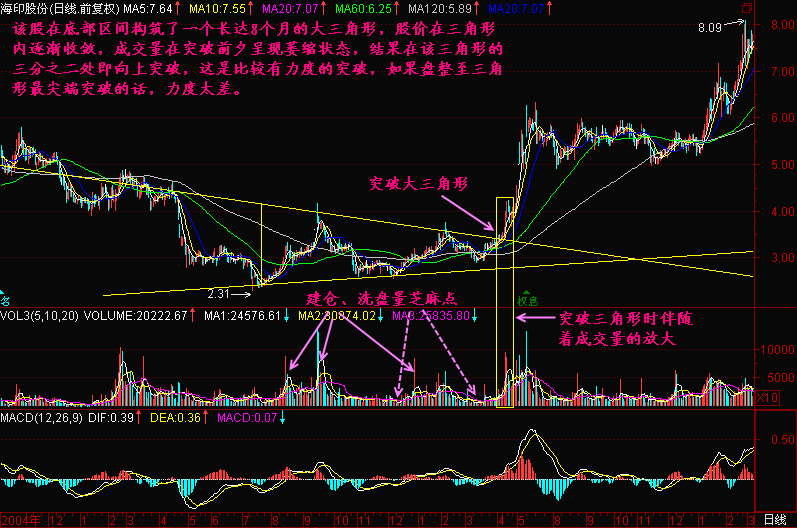 海印股份(日线.前复权) MA5:7.64↑ MA10:7.55↑ MA20:7.07↑ MA60:6.25↑ MA120:5.89↑ MA20:7.07↑
该股在底部区间构筑了一个长达8个月的大三角形，股价在三角形
内逐渐收敛，成交量在突破前夕呈现萎缩状态，结果在该三角形的
三分之二处即向上突破，这是比较有力度的突破，如果盘整至三角
形最尖端突破的话，力度太差。
8.09
8.00
7.00
6.00
5.00
4.00
3.00
突破大三角形
2.31
建仓、洗盘量芝麻点
名
权息
VOL3(5,10,20) VOLUME:20222.67↑ MA1:24576.61↓ MA2:30874.02↓ MA3:25835.80↓
突破三角形时伴随
着成交量的放大
10000
5000
X10
MACD(12,26,9) DIF:0.39↑ DEA:0.36↑ MACD:0.07↓
0.50
2004年 12 1 2 3 4 5 6 7 8 9 10 11 12 1 2 3 4 5 8 9 10 11 12 1 2 3
日线